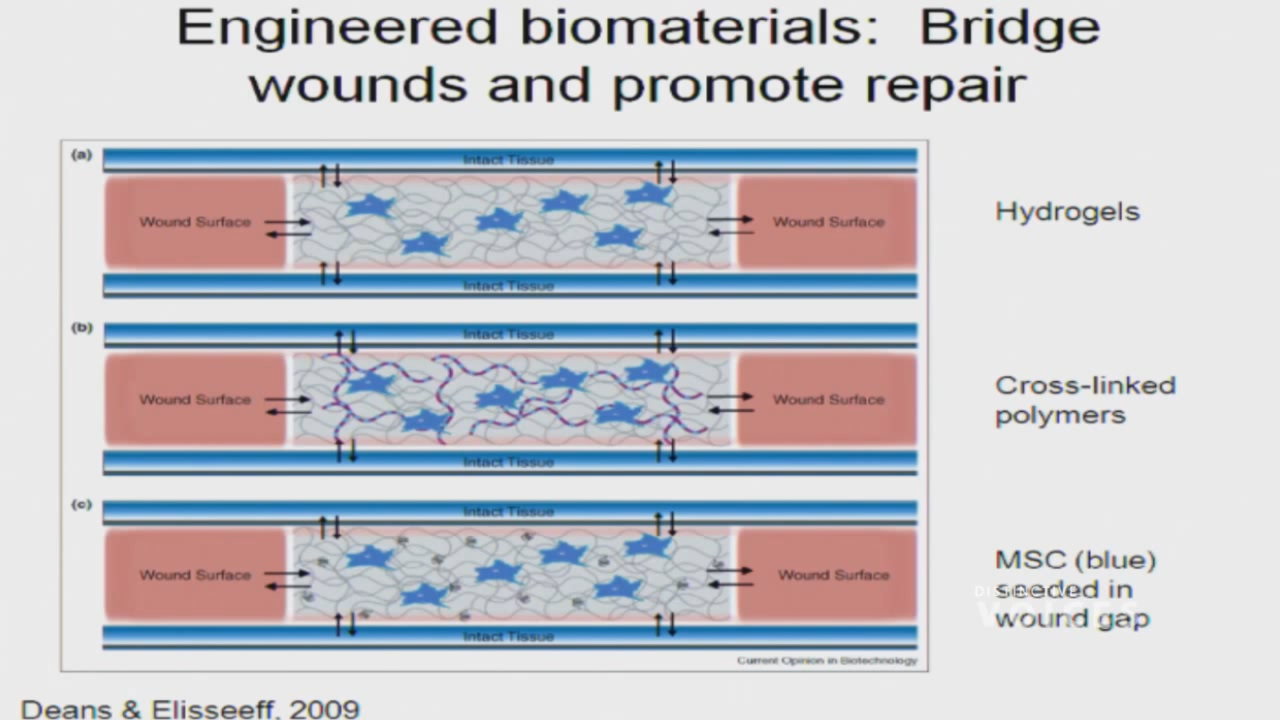 Engineered biomaterials: Bridge
wounds and promote repair
(a)
Intact Tissue
Wound Surface
Wound Surface
Intact Tissue
Hydrogels
(b)
Intact Tissue
Wound Surface
Wound Surface
Intact Tissue
Cross-linked
polymers
(c)
Intact Tissue
Wound Surface
Wound Surface
Intact Tissue
MSC (blue)
seeded in
wound gap
DISTINCTIVE
VOICES
Current Opinion in Biotechnology
Deans & Elisseeff, 2009